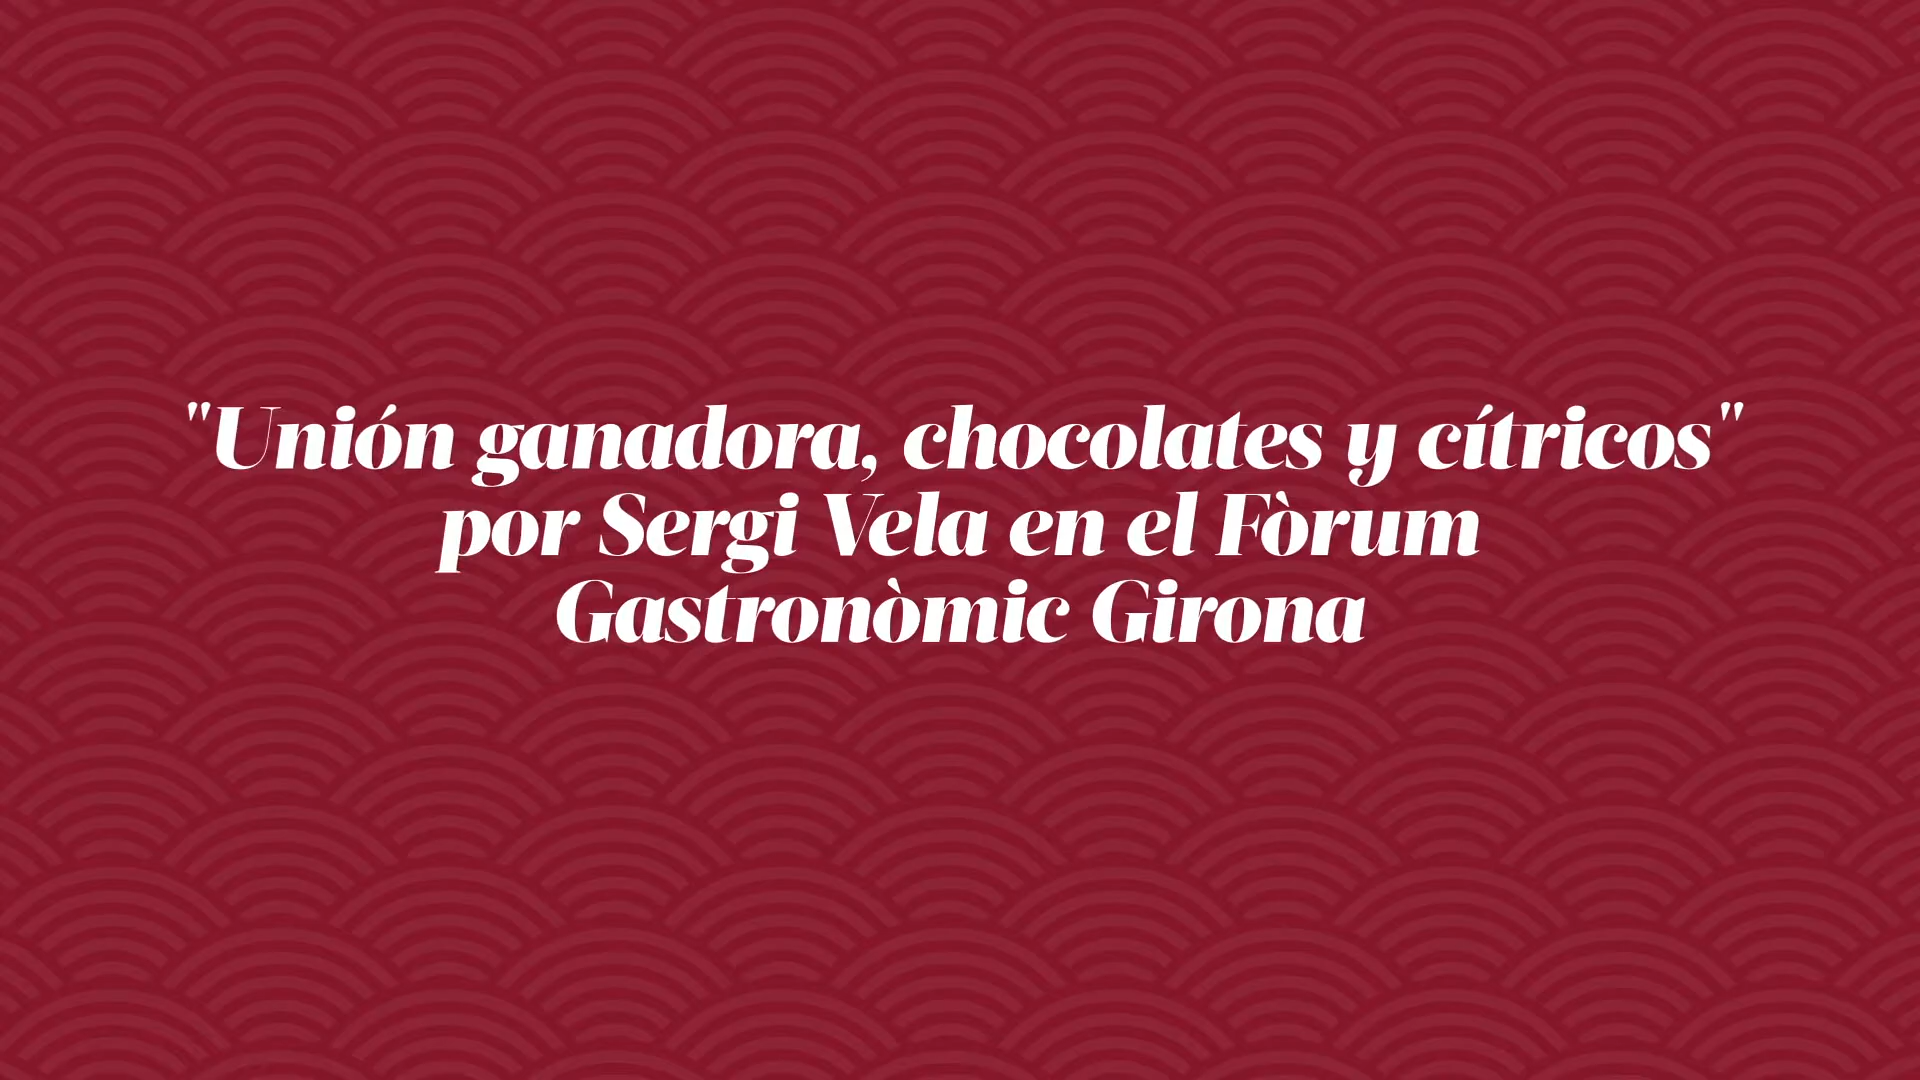 "Unión ganadora, chocolates y cítricos"
por Sergi Vela en el Fòrum
Gastronòmic Girona